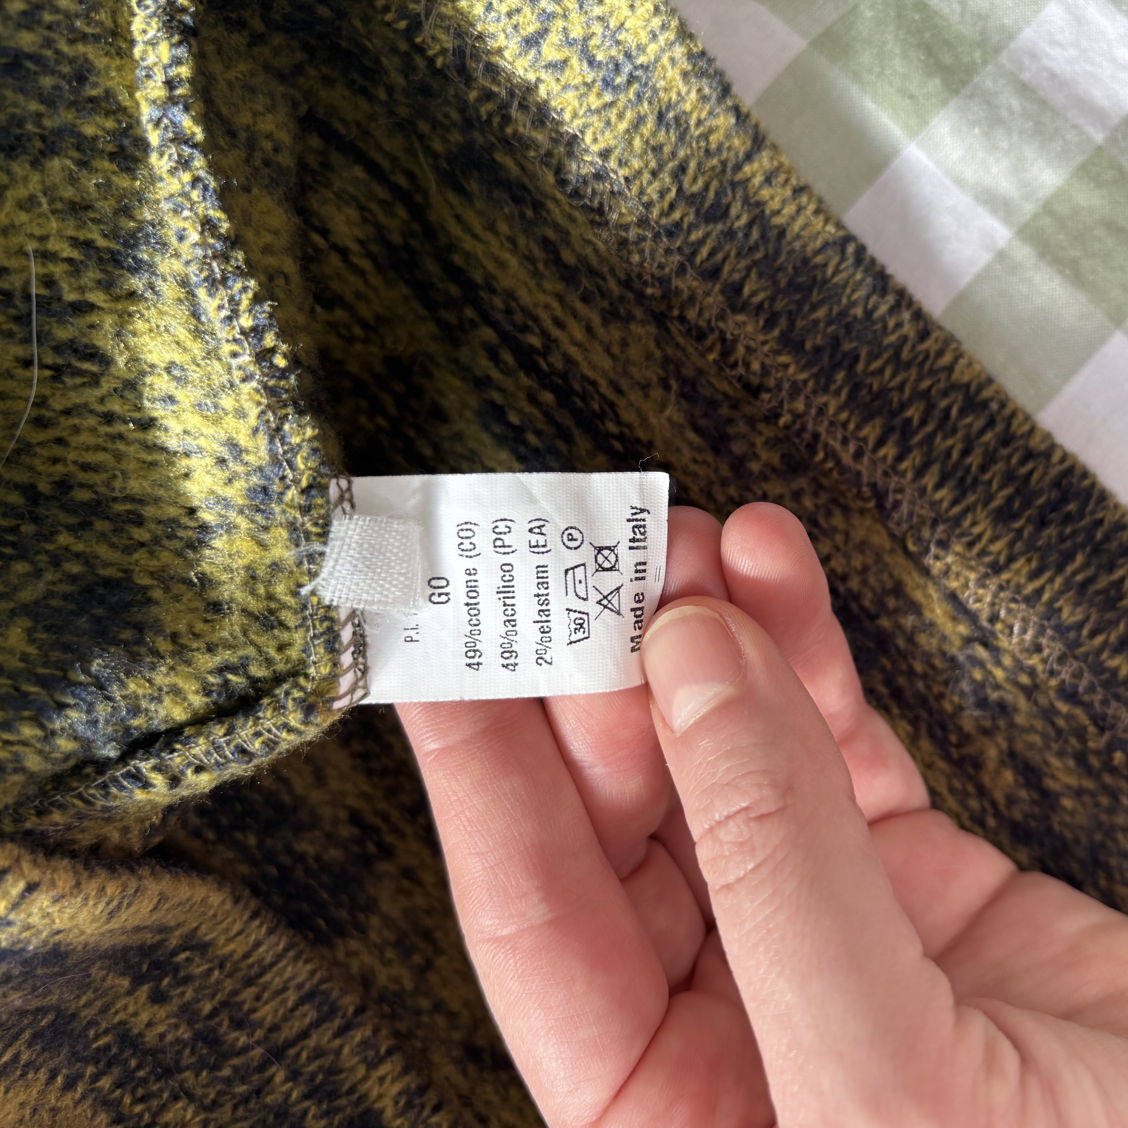 P.I.
GO
49%cotone (CO)
49%acrilico (PC)
2%elastam (EA)
30 P
Made in Italy